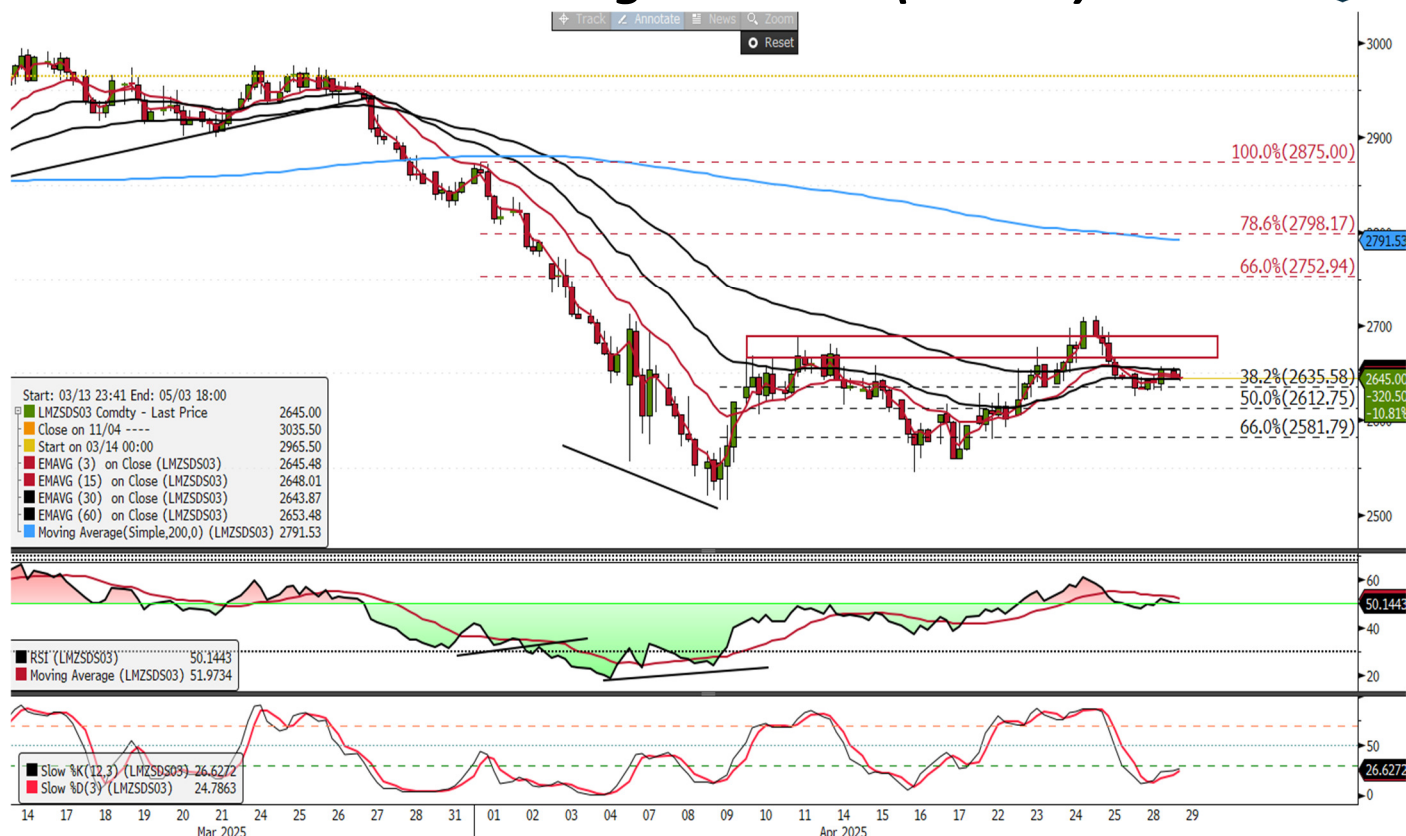 Track Annotate News Zoom
Reset
3000
2900
100.0%(2875.00)
78.6%(2798.17)
2791.53
66.0%(2752.94)
2700
38.2%(2635.58)
2645.00
-320.50
-10.81%
50.0%(2612.75)
66.0%(2581.79)
2500
Start: 03/13 23:41 End: 05/03 18:00
LMZSDS03 Comdty - Last Price 2645.00
Close on 11/04 ---- 3035.50
Start on 03/14 00:00 2965.50
EMAVG (3) on Close (LMZSDS03) 2645.48
EMAVG (15) on Close (LMZSDS03) 2648.01
EMAVG (30) on Close (LMZSDS03) 2643.87
EMAVG (60) on Close (LMZSDS03) 2653.48
Moving Average(Simple,200,0) (LMZSDS03) 2791.53
60
50.1443
40
20
RSI (LMZSDS03) 50.1443
Moving Average (LMZSDS03) 51.9734
50
26.6272
0
Slow %K(12,3) (LMZSDS03) 26.6272
Slow %D(3) (LMZSDS03) 24.7863
14 17 18 19 20 21 24 25 26 27 28 31 01 02 03 04 07 08 09 10 11 14 15 16 17 22 23 24 25 28 29
Mar 2025 Apr 2025